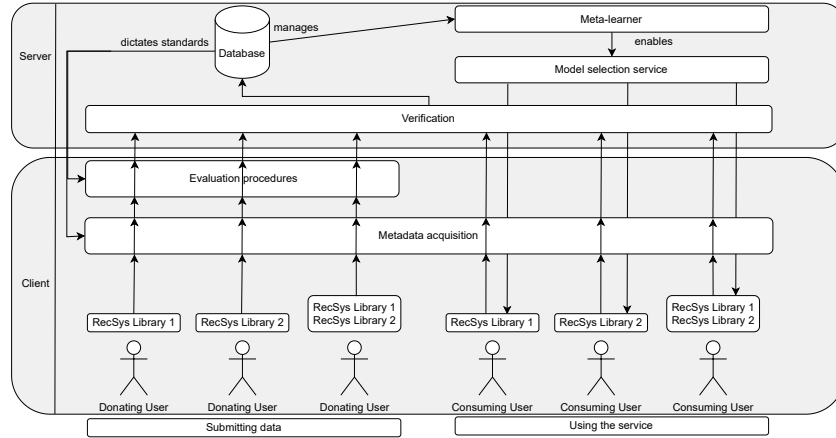 Server
dictates standards
Database
manages
Meta-learner
enables
Model selection service
Verification
Client
Evaluation procedures
Metadata acquisition
RecSys Library 1
RecSys Library 2
RecSys Library 1
RecSys Library 2
RecSys Library 1
RecSys Library 2
RecSys Library 1
RecSys Library 2
Donating User
Donating User
Donating User
Consuming User
Consuming User
Consuming User
Submitting data
Using the service